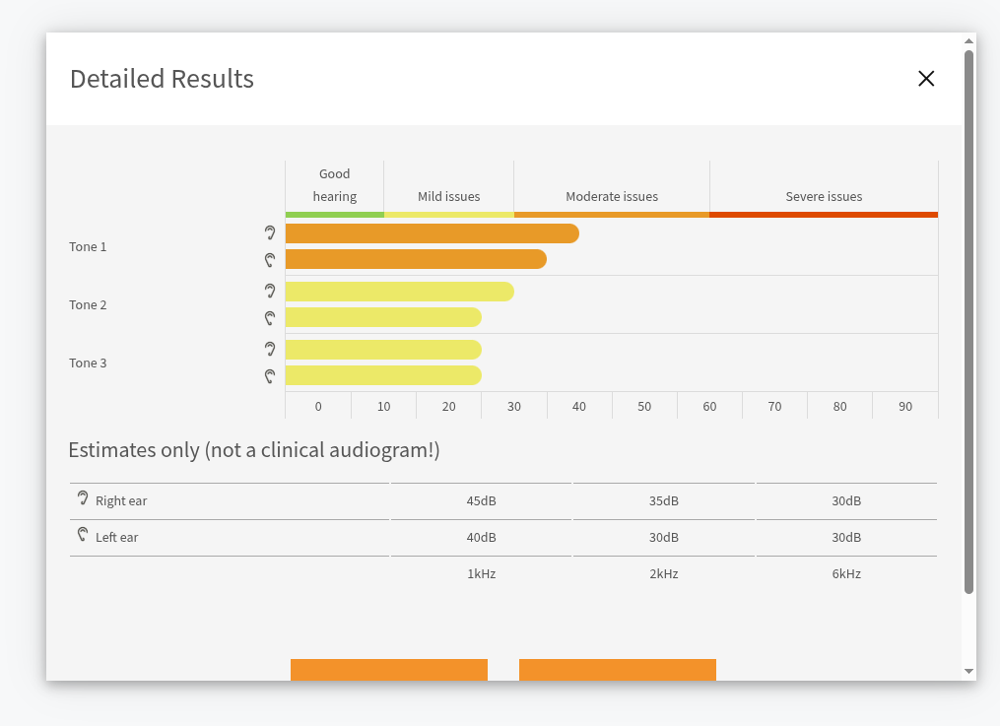 Detailed Results
Good
hearing
Mild issues
Moderate issues
Severe issues
Tone 1
Tone 2
Tone 3
0 10 20 30 40 50 60 70 80 90
Estimates only (not a clinical audiogram!)
Right ear 45dB 35dB 30dB
Left ear 40dB 30dB 30dB
1kHz 2kHz 6kHz